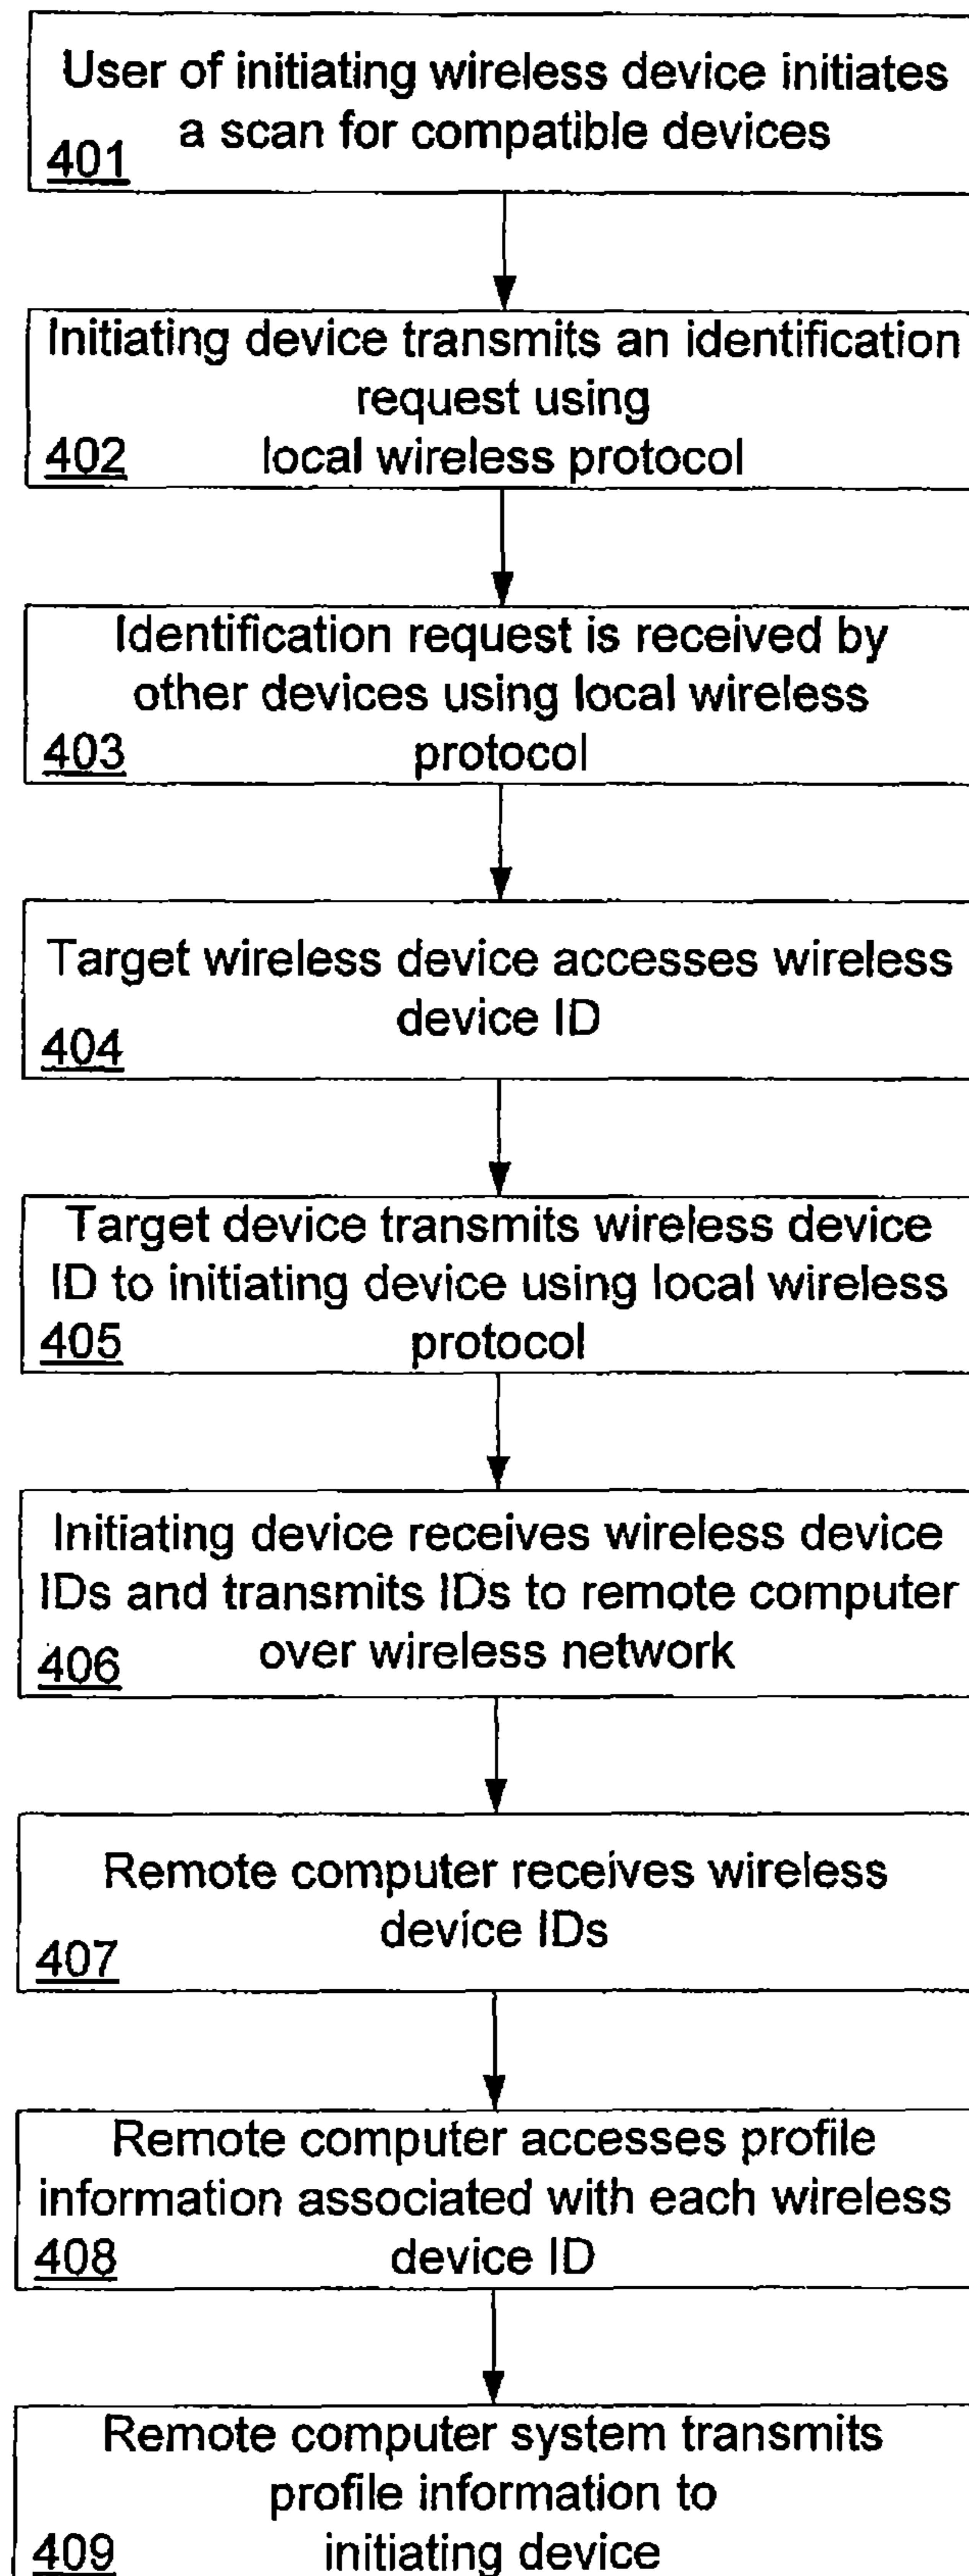 User of initiating wireless device initiates
a scan for compatible devices
401
Initiating device transmits an identification
request using
local wireless protocol
402
Identification request is received by
other devices using local wireless
protocol
403
Target wireless device accesses wireless
device ID
404
Target device transmits wireless device
ID to initiating device using local wireless
protocol
405
Initiating device receives wireless device
IDs and transmits IDs to remote computer
over wireless network
406
Remote computer receives wireless
device IDs
407
Remote computer accesses profile
information associated with each wireless
device ID
408
Remote computer system transmits
profile information to
initiating device
409